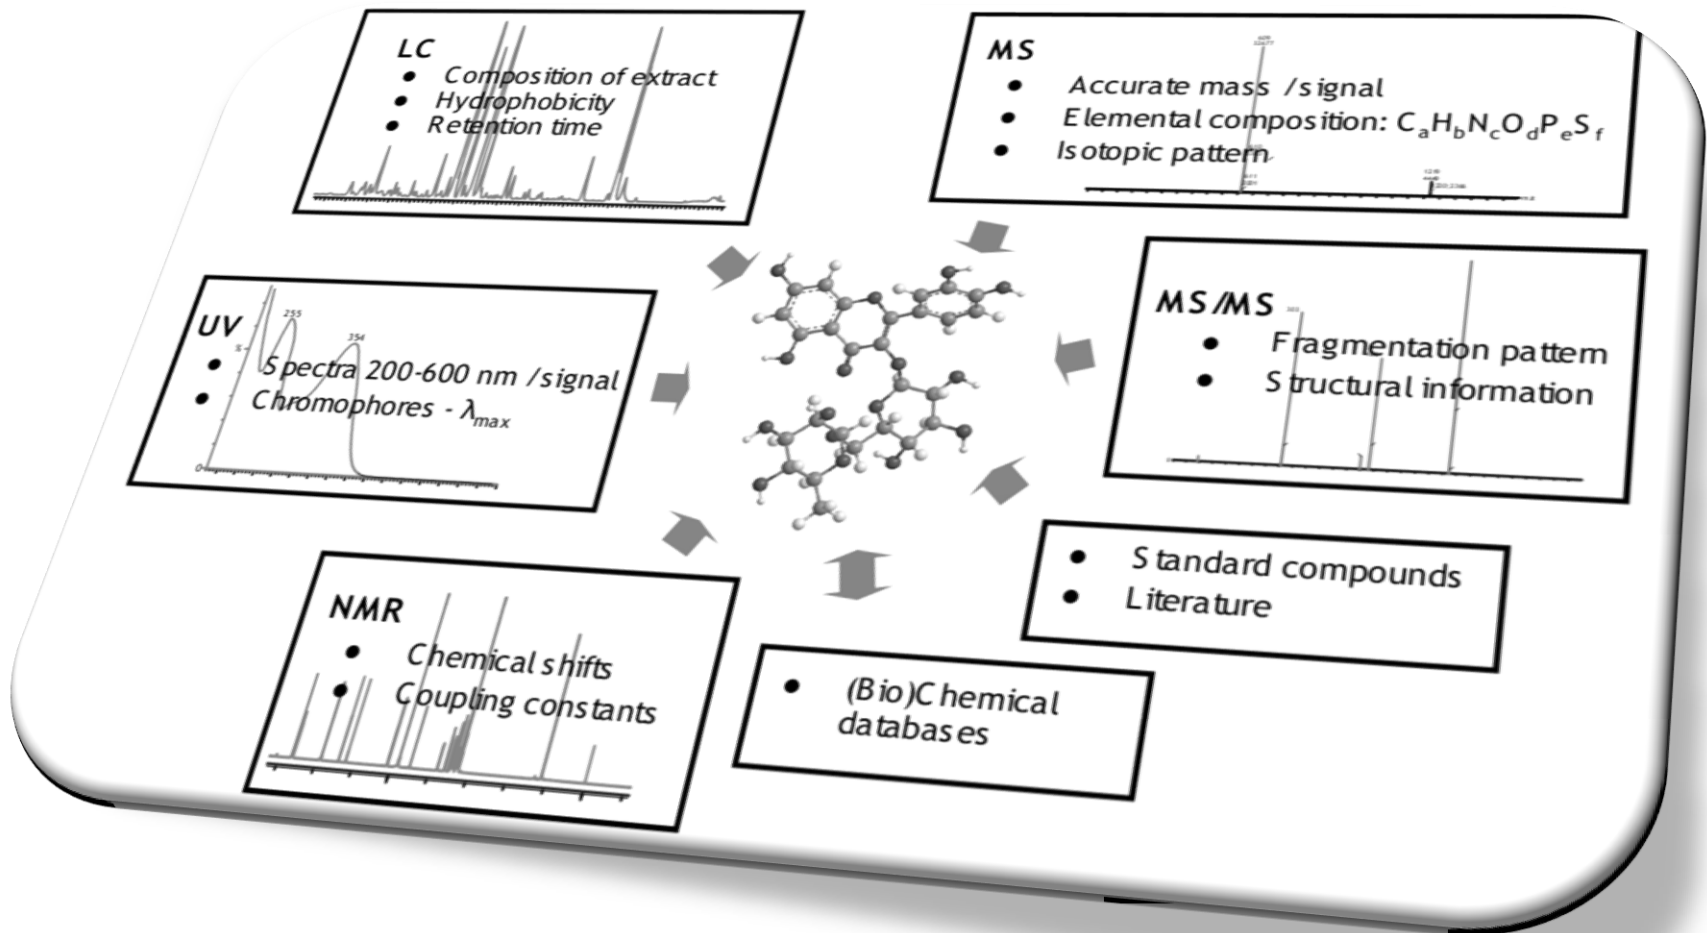 LC
Composition of extract
Hydrophobicity
Retention time
MS
Accurate mass /signal
Elemental composition: CaHbNcOdPeSf
Isotopic pattern
UV
255
354
%
Spectra 200-600 nm /signal
Chromophores - λmax
0
MS/MS
303
Fragmentation pattern
Structural information
NMR
Chemical shifts
Coupling constants
Standard compounds
Literature
(Bio)Chemical
databases